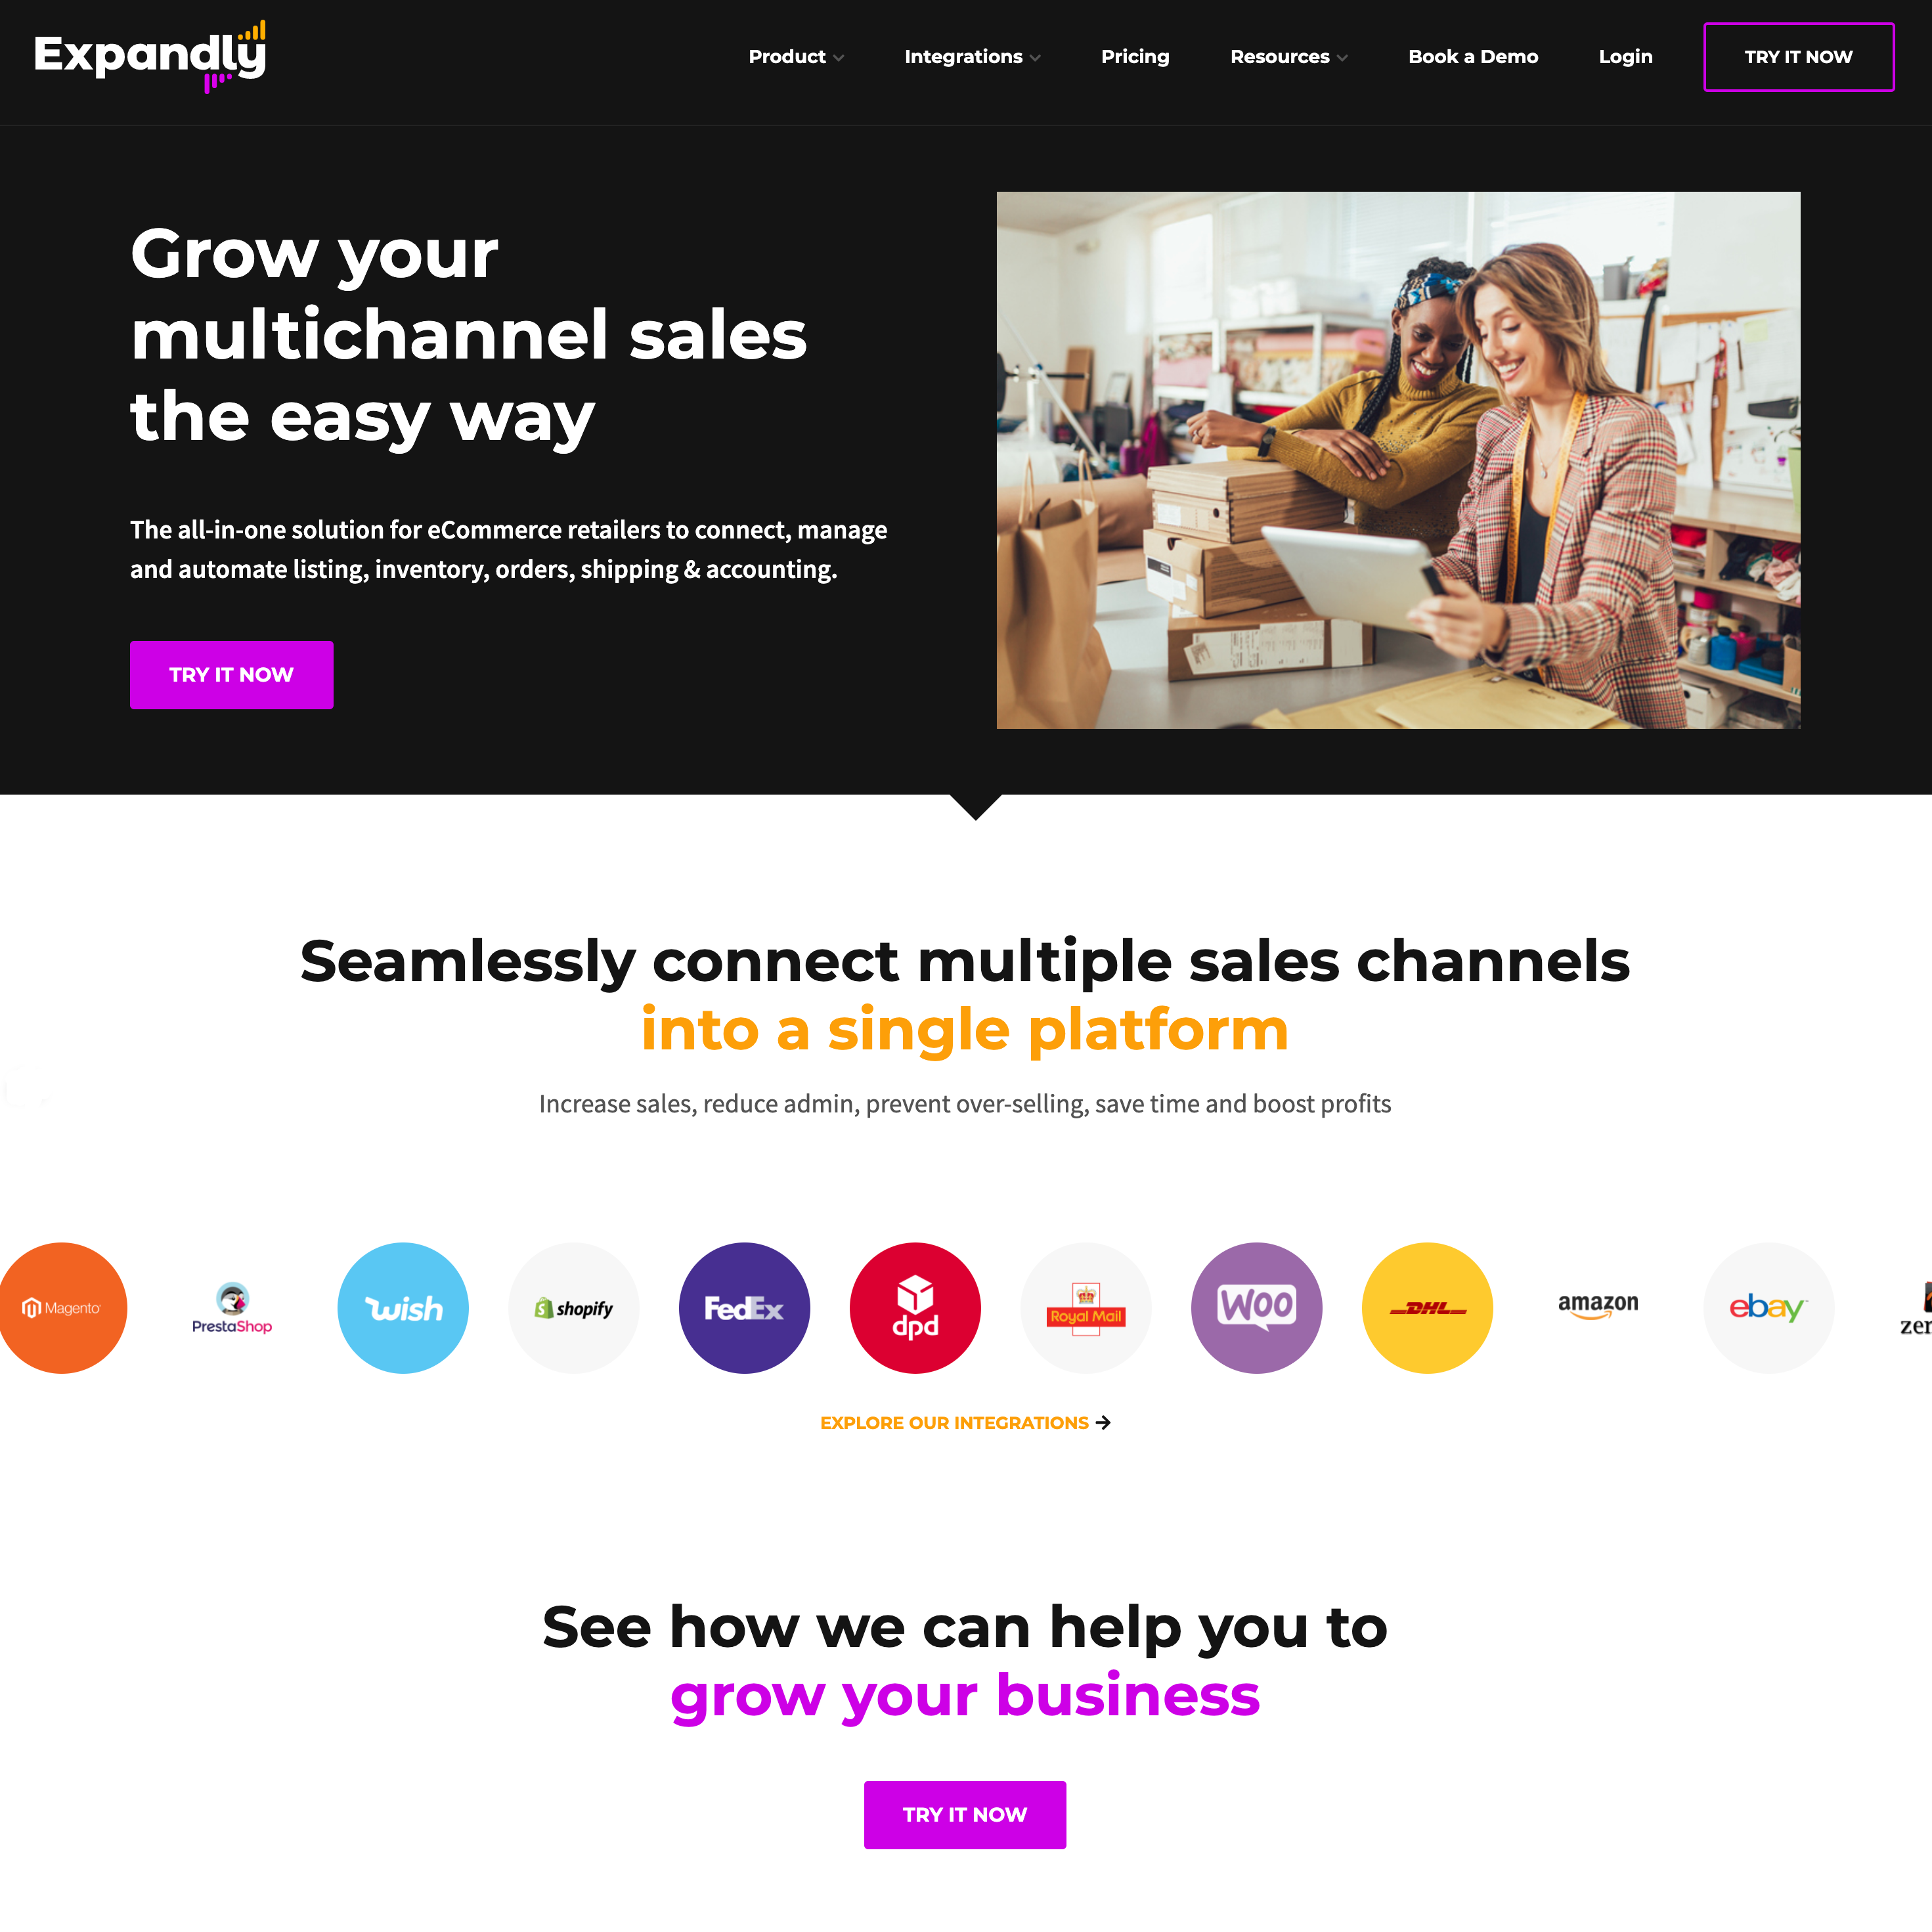 Expandly
Product
Integrations
Pricing
Resources
Book a Demo
Login
TRY IT NOW
Grow your
multichannel sales
the easy way
The all-in-one solution for eCommerce retailers to connect, manage
and automate listing, inventory, orders, shipping & accounting.
TRY IT NOW
Seamlessly connect multiple sales channels
into a single platform
Increase sales, reduce admin, prevent over-selling, save time and boost profits
Magento
PrestaShop
wish
shopify
FedEx
dpd
Royal Mail
Woo
DHL
amazon
ebay
EXPLORE OUR INTEGRATIONS →
See how we can help you to
grow your business
TRY IT NOW